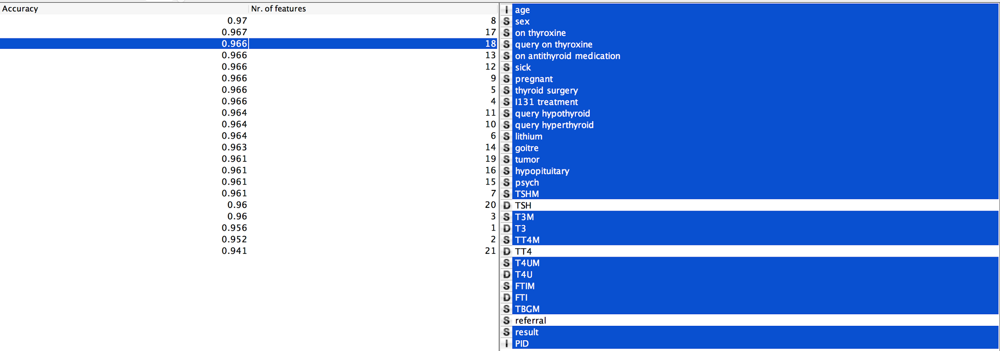 Accuracy Nr. of features
0.97 8
0.967 17
0.966 18
0.966 13
0.966 12
0.966 9
0.966 5
0.966 4
0.964 11
0.964 10
0.964 6
0.963 14
0.961 19
0.961 16
0.961 15
0.961 7
0.96 20
0.96 3
0.956 1
0.952 2
0.941 21
I age
S sex
S on thyroxine
S query on thyroxine
S on antithyroid medication
S sick
S pregnant
S thyroid surgery
S I131 treatment
S query hypothyroid
S query hyperthyroid
S lithium
S goitre
S tumor
S hypopituitary
S psych
S TSHM
D TSH
S T3M
D T3
S TT4M
D TT4
S T4UM
D T4U
S FTIM
D FTI
S TBGM
S referral
S result
I PID